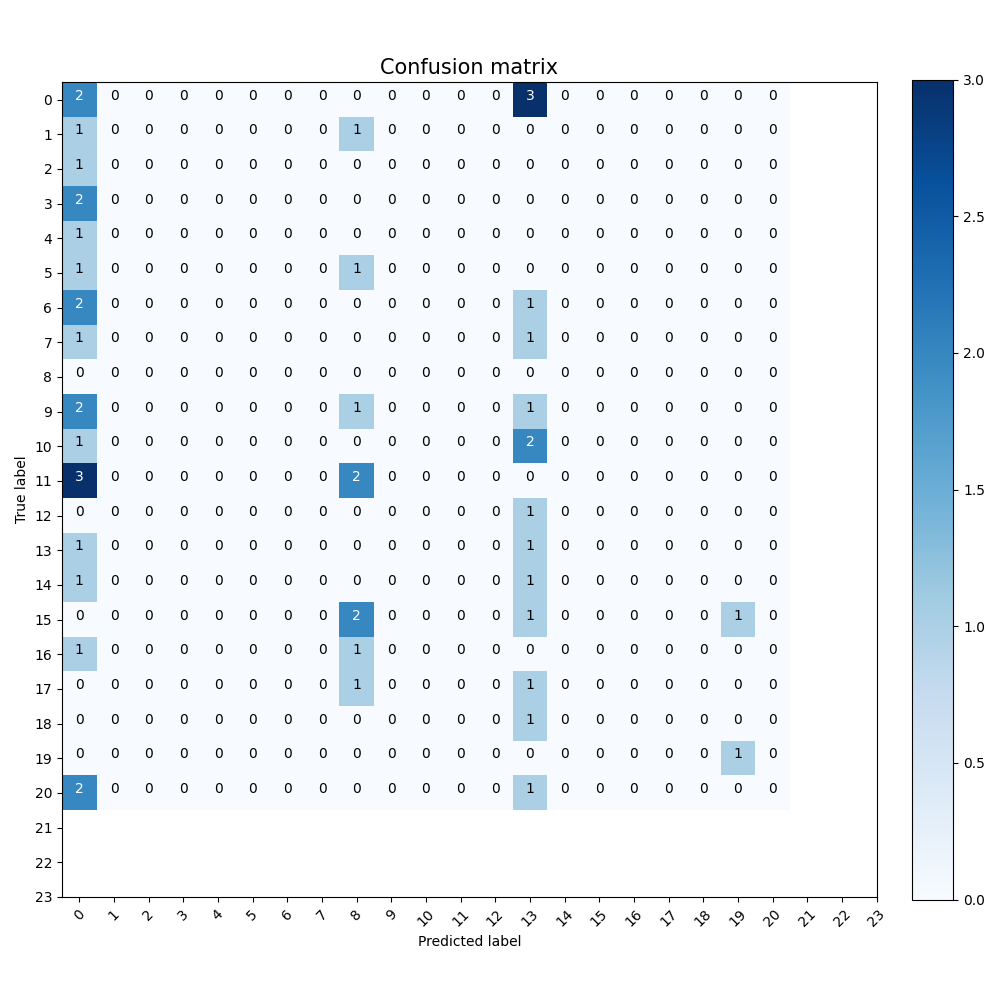 Confusion matrix
0 2 0 0 0 0 0 0 0 0 0 0 0 0 3 0 0 0 0 0 0 0
1 1 0 0 0 0 0 0 0 1 0 0 0 0 0 0 0 0 0 0 0 0
2 1 0 0 0 0 0 0 0 0 0 0 0 0 0 0 0 0 0 0 0 0
3 2 0 0 0 0 0 0 0 0 0 0 0 0 0 0 0 0 0 0 0 0
4 1 0 0 0 0 0 0 0 0 0 0 0 0 0 0 0 0 0 0 0 0
5 1 0 0 0 0 0 0 0 1 0 0 0 0 0 0 0 0 0 0 0 0
6 2 0 0 0 0 0 0 0 0 0 0 0 0 1 0 0 0 0 0 0 0
7 1 0 0 0 0 0 0 0 0 0 0 0 0 1 0 0 0 0 0 0 0
8 0 0 0 0 0 0 0 0 0 0 0 0 0 0 0 0 0 0 0 0 0
9 2 0 0 0 0 0 0 0 1 0 0 0 0 1 0 0 0 0 0 0 0
10 1 0 0 0 0 0 0 0 0 0 0 0 0 2 0 0 0 0 0 0 0
11 3 0 0 0 0 0 0 0 2 0 0 0 0 0 0 0 0 0 0 0 0
12 0 0 0 0 0 0 0 0 0 0 0 0 0 1 0 0 0 0 0 0 0
13 1 0 0 0 0 0 0 0 0 0 0 0 0 1 0 0 0 0 0 0 0
14 1 0 0 0 0 0 0 0 0 0 0 0 0 1 0 0 0 0 0 0 0
15 0 0 0 0 0 0 0 0 2 0 0 0 0 1 0 0 0 0 0 1 0
16 1 0 0 0 0 0 0 0 1 0 0 0 0 0 0 0 0 0 0 0 0
17 0 0 0 0 0 0 0 0 1 0 0 0 0 1 0 0 0 0 0 0 0
18 0 0 0 0 0 0 0 0 0 0 0 0 0 1 0 0 0 0 0 0 0
19 0 0 0 0 0 0 0 0 0 0 0 0 0 0 0 0 0 0 0 1 0
20 2 0 0 0 0 0 0 0 0 0 0 0 0 1 0 0 0 0 0 0 0
21
22
23
True label
0 1 2 3 4 5 6 7 8 9 10 11 12 13 14 15 16 17 18 19 20 21 22 23
Predicted label
3.0
2.5
2.0
1.5
1.0
0.5
0.0